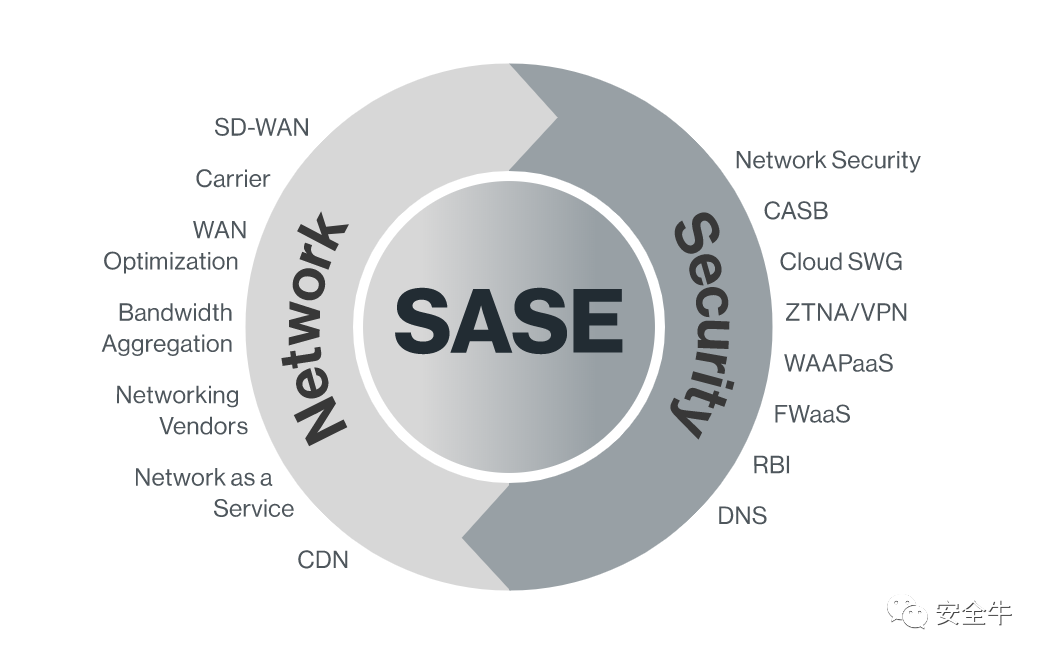 SD-WAN
Carrier
WAN
Optimization
Bandwidth
Aggregation
Networking
Vendors
Network as a
Service
CDN
Network
SASE
Security
Network Security
CASB
Cloud SWG
ZTNA/VPN
WAAPaaS
FWaaS
RBI
DNS
安全牛